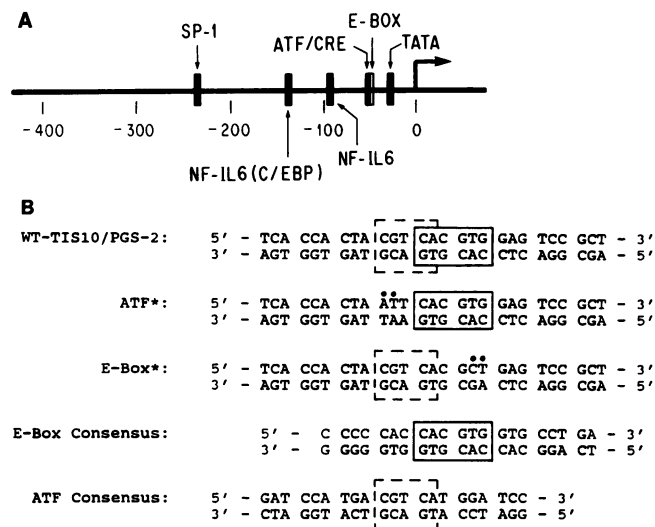 A
SP-1
E-BOX
ATF/CRE
TATA
-400
-300
-200
-100
0
NF-IL6(C/EBP)
NF-IL6
B
WT-TIS10/PGS-2: 5′ - TCA CCA CTA CGT CAC GTG GAG TCC GCT - 3′
3′ - AGT GGT GAT GCA GTG CAC CTC AGG CGA - 5′
ATF*: 5′ - TCA CCA CTA ATT CAC GTG GAG TCC GCT - 3′
3′ - AGT GGT GAT TAA GTG CAC CTC AGG CGA - 5′
E-Box*: 5′ - TCA CCA CTA CGT CAC GCT GAG TCC GCT - 3′
3′ - AGT GGT GAT GCA GTG CGA CTC AGG CGA - 5′
E-Box Consensus: 5′ - C CCC CAC CAC GTG GTG CCT GA - 3′
3′ - G GGG GTG GTG CAC CAC GGA CT - 5′
ATF Consensus: 5′ - GAT CCA TGA CGT CAT GGA TCC - 3′
3′ - CTA GGT ACT GCA GTA CCT AGG - 5′